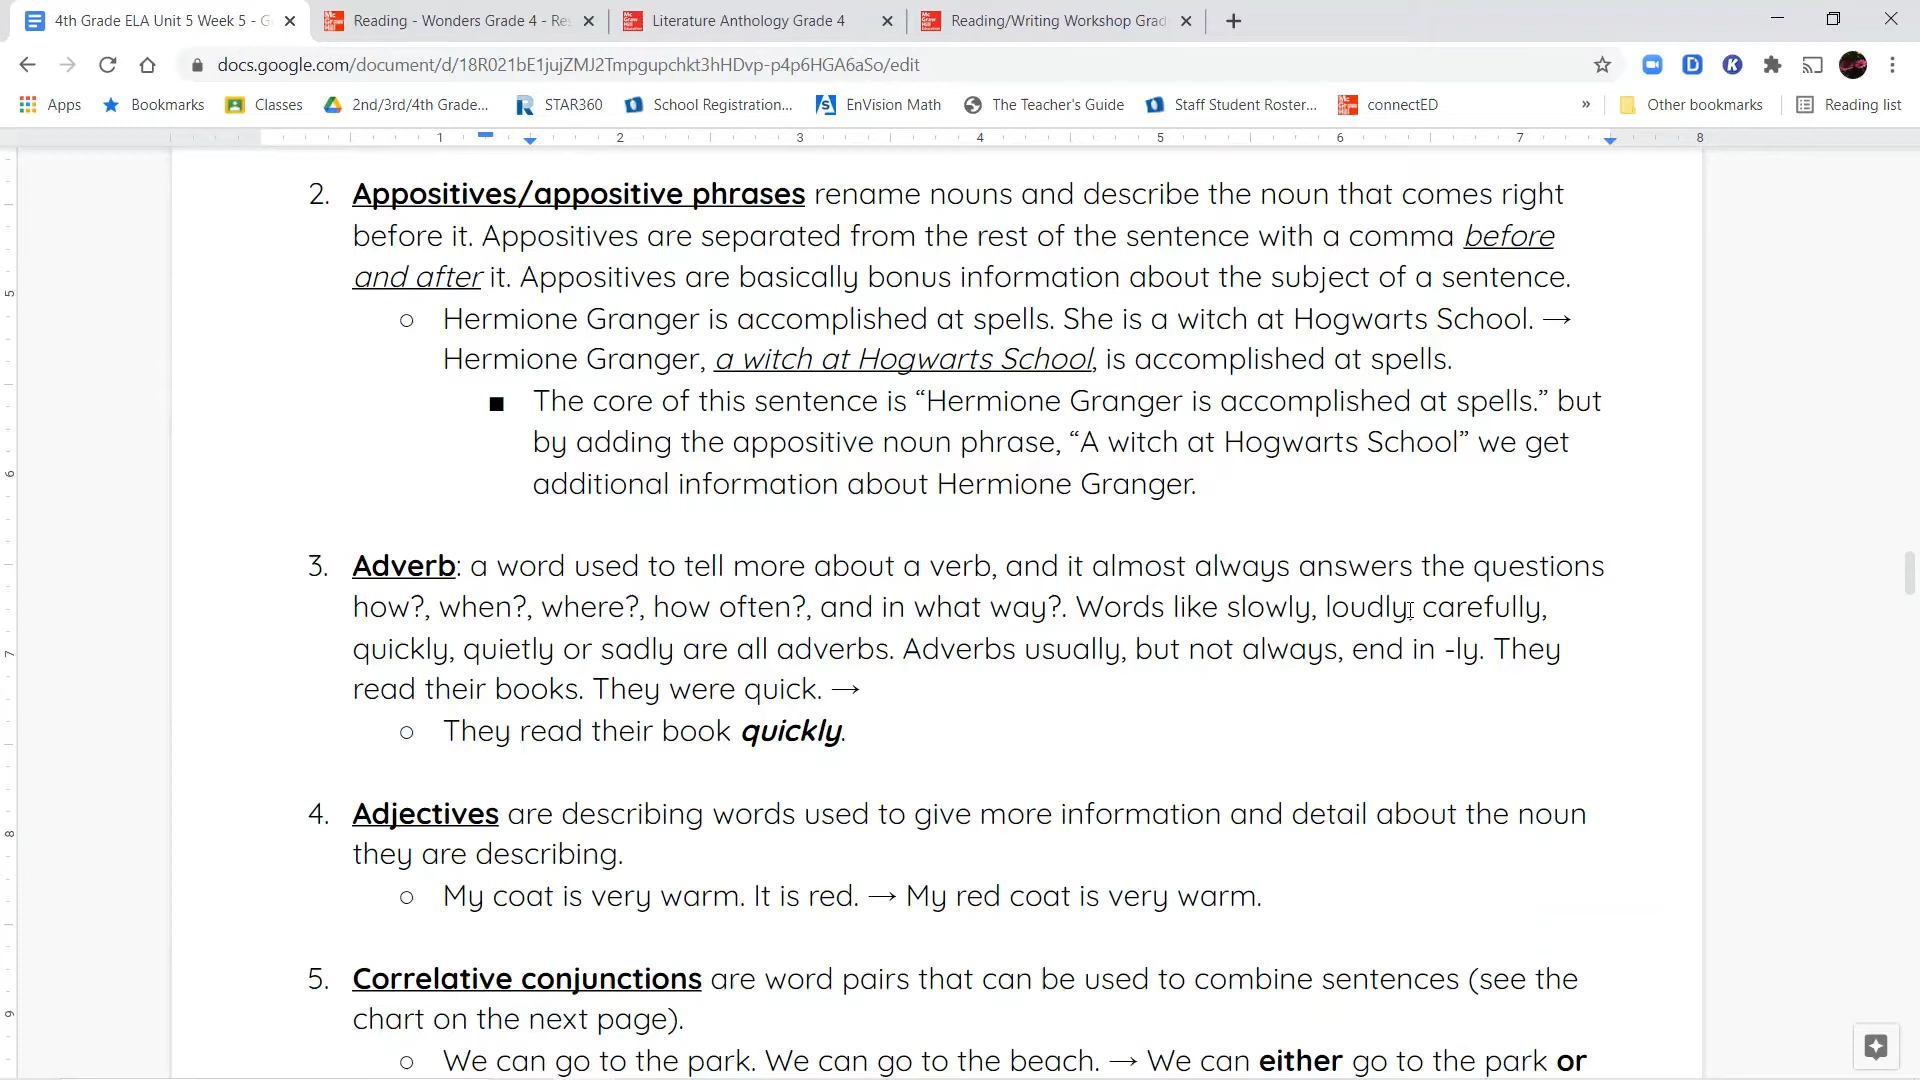 4th Grade ELA Unit 5 Week 5 - G
Reading - Wonders Grade 4 - Re
Literature Anthology Grade 4
Reading/Writing Workshop Grad
docs.google.com/document/d/18R021bE1jujZMJ2Tmpgupchkt3hHDvp-p4p6HGA6aSo/edit
Apps Bookmarks Classes 2nd/3rd/4th Grade... STAR360 School Registration... EnVision Math The Teacher's Guide Staff Student Roster... connectED » Other bookmarks Reading list
1 2 3 4 5 6 7 8
2. Appositives/appositive phrases rename nouns and describe the noun that comes right
before it. Appositives are separated from the rest of the sentence with a comma before
and after it. Appositives are basically bonus information about the subject of a sentence.
○ Hermione Granger is accomplished at spells. She is a witch at Hogwarts School. →
Hermione Granger, a witch at Hogwarts School, is accomplished at spells.
■ The core of this sentence is “Hermione Granger is accomplished at spells.” but
by adding the appositive noun phrase, “A witch at Hogwarts School” we get
additional information about Hermione Granger.
3. Adverb: a word used to tell more about a verb, and it almost always answers the questions
how?, when?, where?, how often?, and in what way?. Words like slowly, loudly, carefully,
quickly, quietly or sadly are all adverbs. Adverbs usually, but not always, end in -ly. They
read their books. They were quick. →
○ They read their book quickly.
4. Adjectives are describing words used to give more information and detail about the noun
they are describing.
○ My coat is very warm. It is red. → My red coat is very warm.
5. Correlative conjunctions are word pairs that can be used to combine sentences (see the
chart on the next page).
○ We can go to the park. We can go to the beach. → We can either go to the park or
5
6
7
8
9